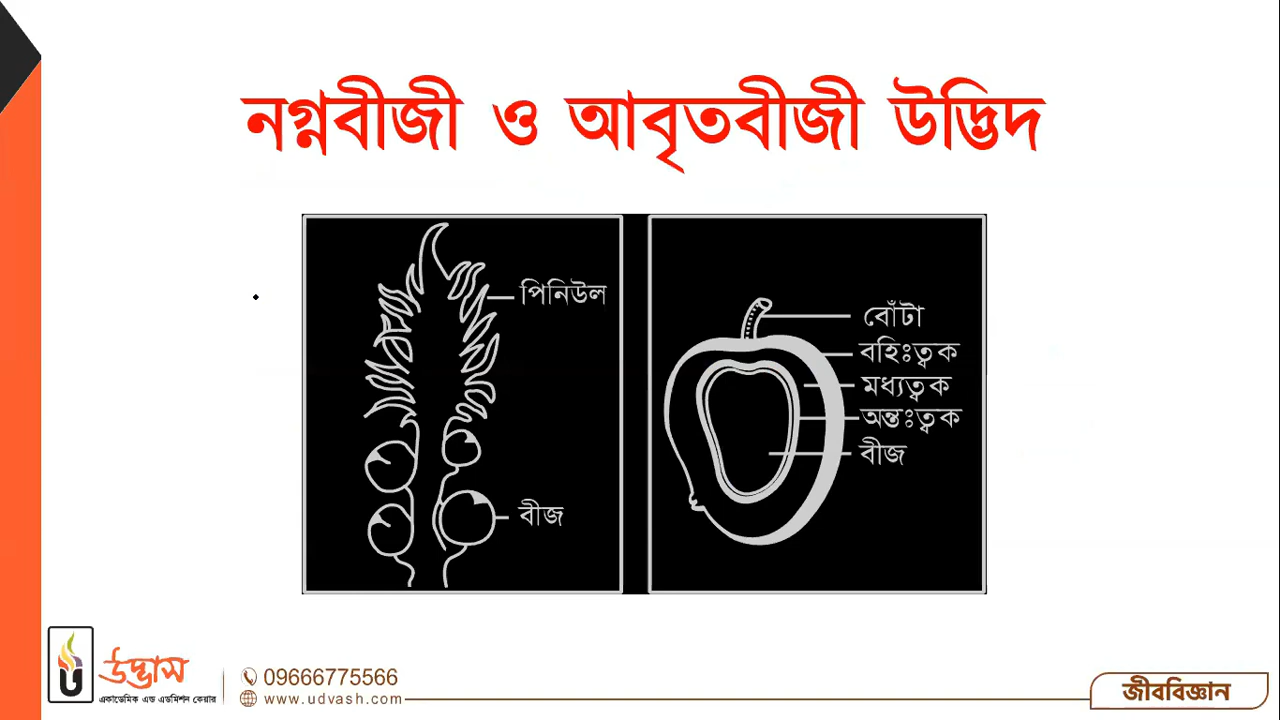 নগ্নবীজী ও আবৃতবীজী উদ্ভিদ
পিনিউল
বীজ
বোঁটা
বহিঃত্বক
মধ্যত্বক
অন্তঃত্বক
বীজ
উদ্ভাস
একাডেমিক এন্ড এডমিশন কেয়ার
09666775566
www.udvash.com
জীববিজ্ঞান